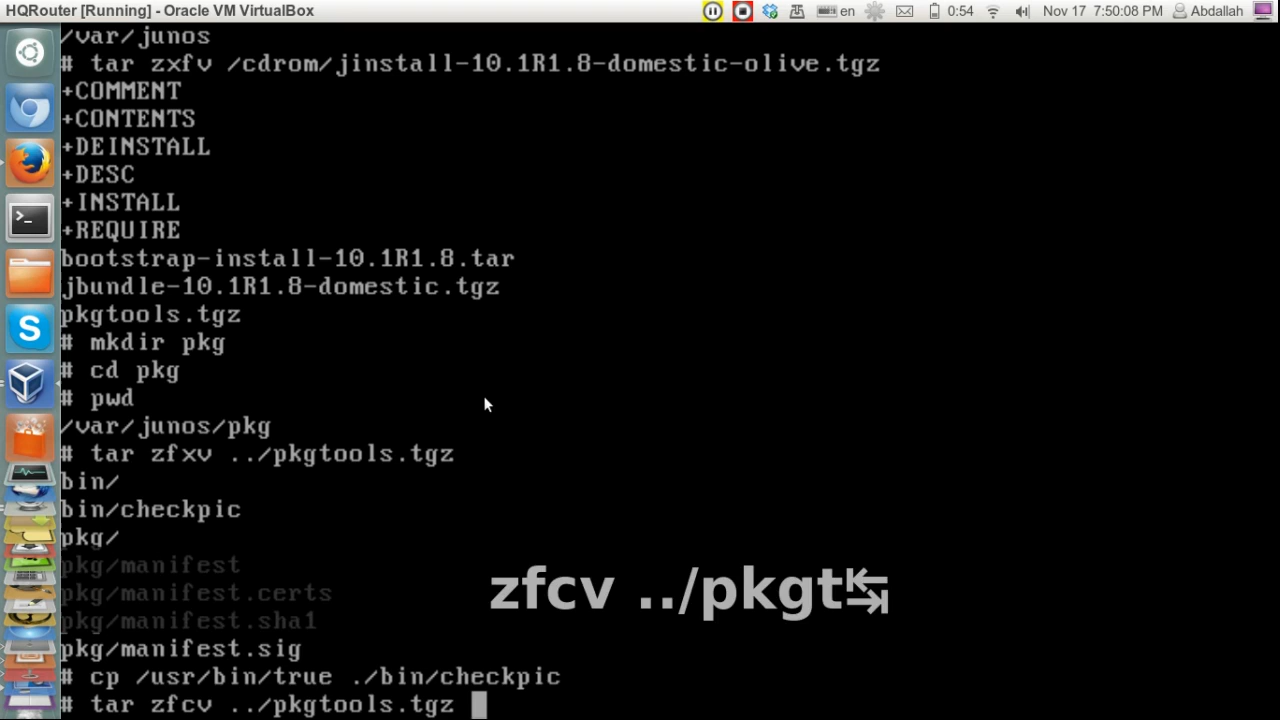 HQRouter [Running] - Oracle VM VirtualBox
en
0:54
Nov 17 7:50:08 PM
Abdallah
/var/junos
# tar zxfv /cdrom/jinstall-10.1R1.8-domestic-olive.tgz
+COMMENT
+CONTENTS
+DEINSTALL
+DESC
+INSTALL
+REQUIRE
bootstrap-install-10.1R1.8.tar
jbundle-10.1R1.8-domestic.tgz
pkgtools.tgz
# mkdir pkg
# cd pkg
# pwd
/var/junos/pkg
# tar zfxv ../pkgtools.tgz
bin/
bin/checkpic
pkg/
pkg/manifest
pkg/manifest.certs
pkg/manifest.sha1
pkg/manifest.sig
# cp /usr/bin/true ./bin/checkpic
# tar zfcv ../pkgtools.tgz
zfcv ../pkgt↹